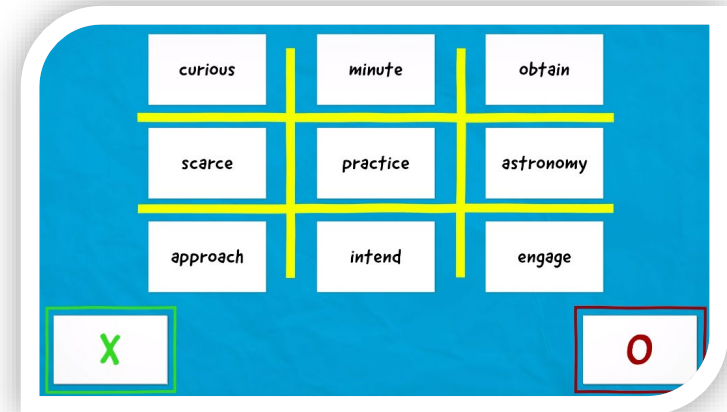 curious minute obtain
scarce practice astronomy
approach intend engage
X O